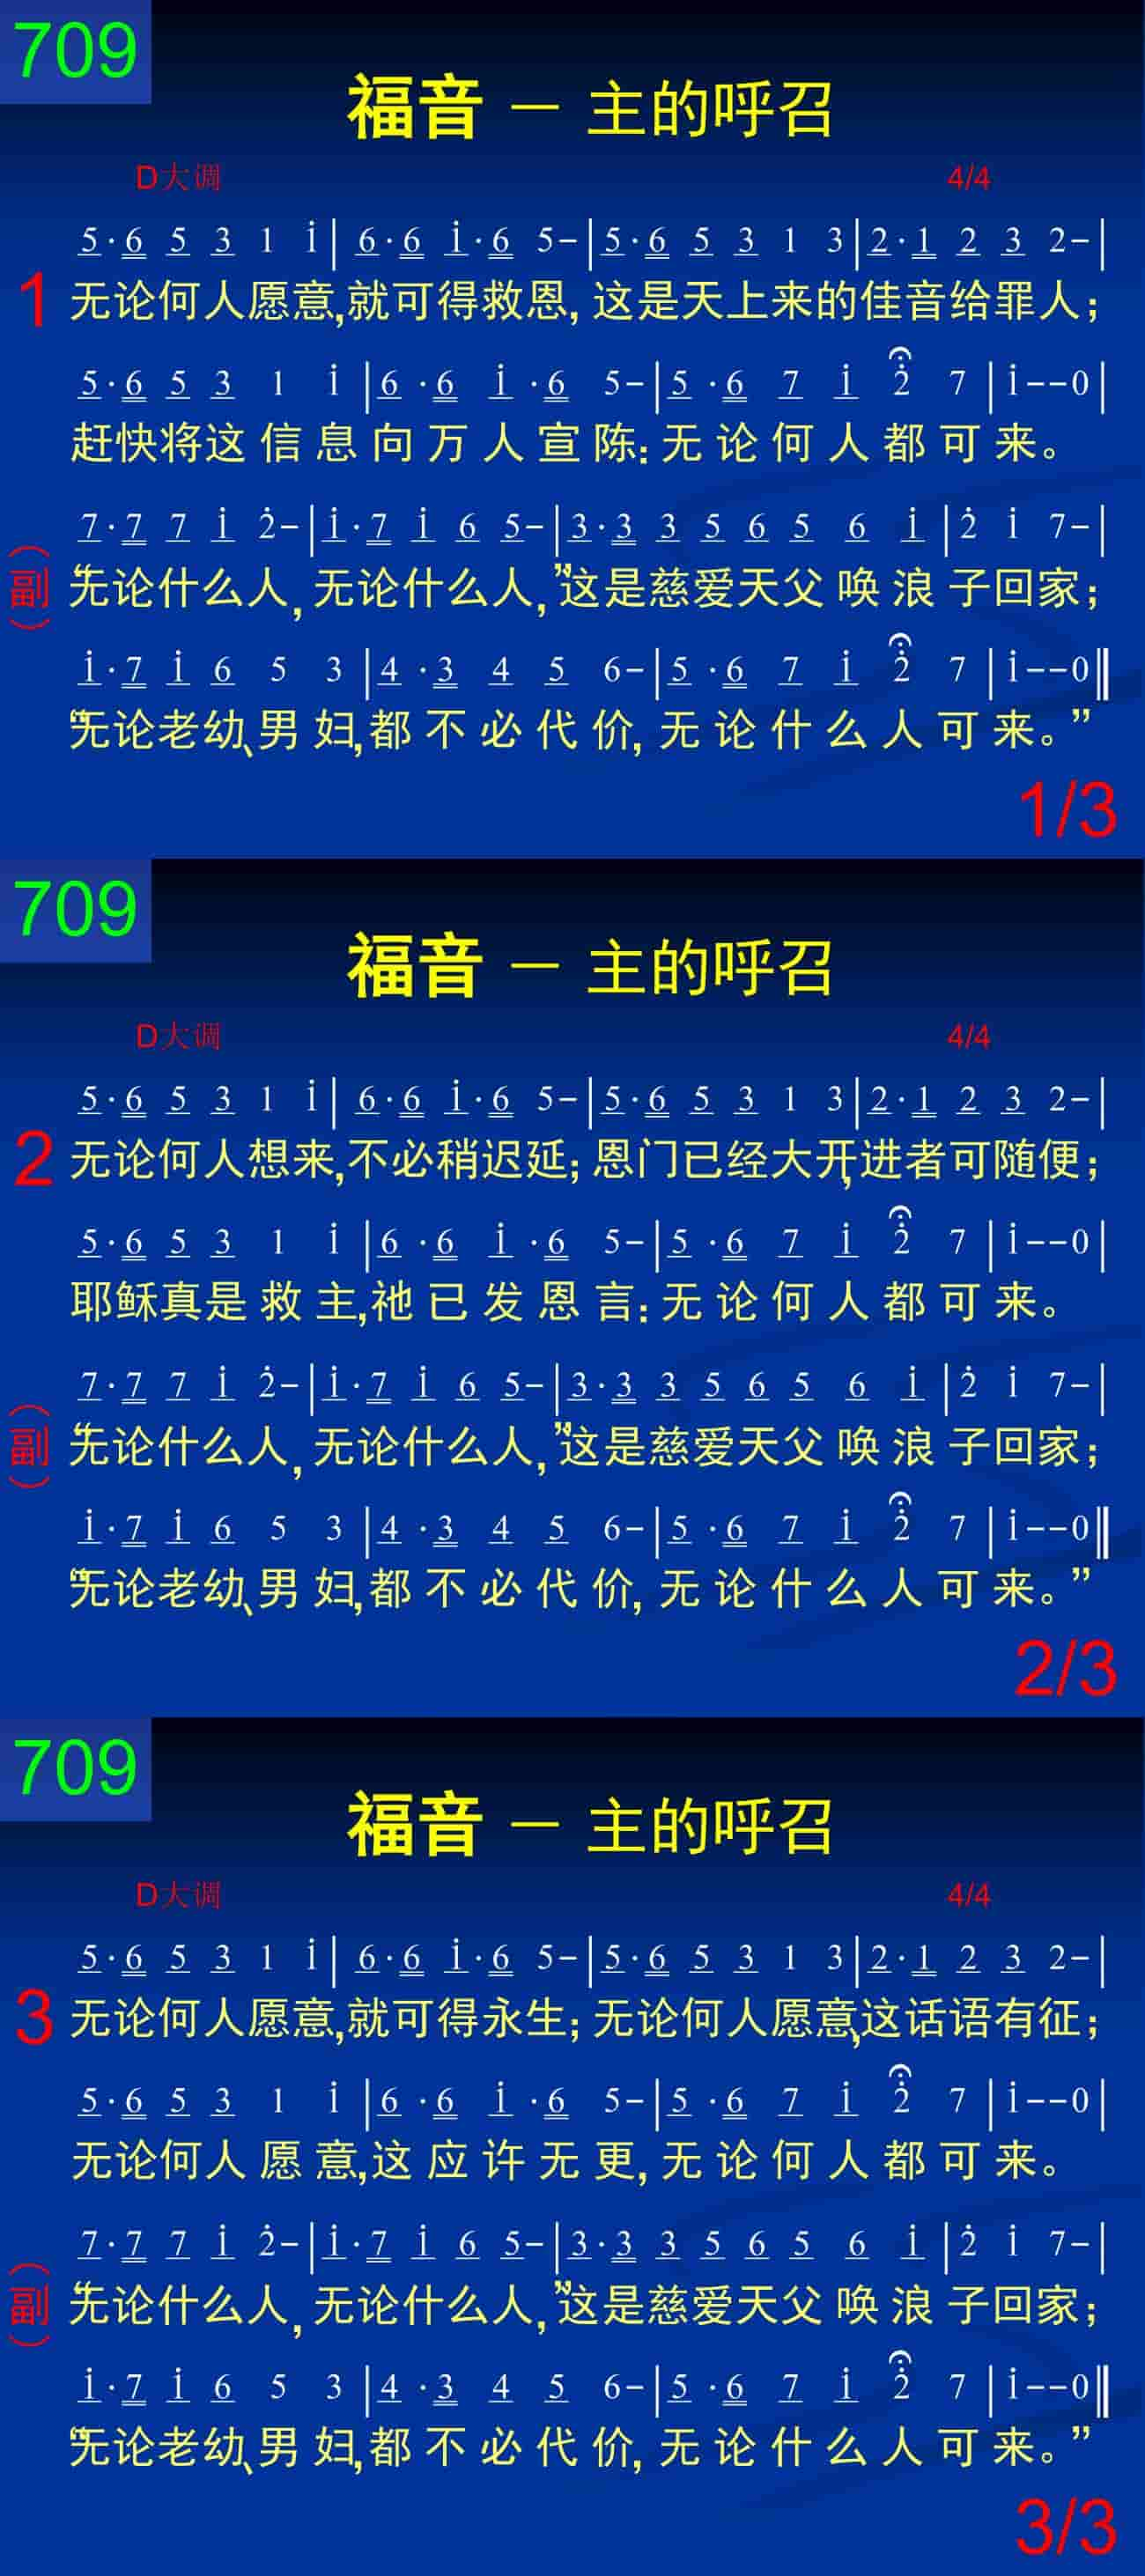 709
福音 — 主的呼召
D大调 4/4
5·6 5 3 1 i | 6·6 i·6 5- | 5·6 5 3 1 3 | 2·1 2 3 2- |
1 无论何人愿意,就可得救恩, 这是天上来的佳音给罪人;
5·6 5 3 1 i | 6·6 i·6 5- | 5·6 7 i 2̇ 7 | i--0 |
赶快将这信息向万人宣陈: 无论何人都可来。
7·7 7 i 2̇- | i·7 i 6 5- | 3·3 3 5 6 5 6 i | 2̇ i 7- |
(副) “无论什么人, 无论什么人,”这是慈爱天父唤浪子回家;
i·7 i 6 5 3 | 4·3 4 5 6- | 5·6 7 i 2̇ 7 | i--0 ‖
“无论老幼、男妇,都不必代价, 无论什么人可来。”
1/3
709
福音 — 主的呼召
D大调 4/4
5·6 5 3 1 i | 6·6 i·6 5- | 5·6 5 3 1 3 | 2·1 2 3 2- |
2 无论何人想来,不必稍迟延; 恩门已经大开,进者可随便;
5·6 5 3 1 i | 6·6 i·6 5- | 5·6 7 i 2̇ 7 | i--0 |
耶稣真是救主,祂已发恩言: 无论何人都可来。
7·7 7 i 2̇- | i·7 i 6 5- | 3·3 3 5 6 5 6 i | 2̇ i 7- |
(副) “无论什么人, 无论什么人,”这是慈爱天父唤浪子回家;
i·7 i 6 5 3 | 4·3 4 5 6- | 5·6 7 i 2̇ 7 | i--0 ‖
“无论老幼、男妇,都不必代价, 无论什么人可来。”
2/3
709
福音 — 主的呼召
D大调 4/4
5·6 5 3 1 i | 6·6 i·6 5- | 5·6 5 3 1 3 | 2·1 2 3 2- |
3 无论何人愿意,就可得永生; 无论何人愿意,这话语有征;
5·6 5 3 1 i | 6·6 i·6 5- | 5·6 7 i 2̇ 7 | i--0 |
无论何人愿意,这应许无更, 无论何人都可来。
7·7 7 i 2̇- | i·7 i 6 5- | 3·3 3 5 6 5 6 i | 2̇ i 7- |
(副) “无论什么人, 无论什么人,”这是慈爱天父唤浪子回家;
i·7 i 6 5 3 | 4·3 4 5 6- | 5·6 7 i 2̇ 7 | i--0 ‖
“无论老幼、男妇,都不必代价, 无论什么人可来。”
3/3